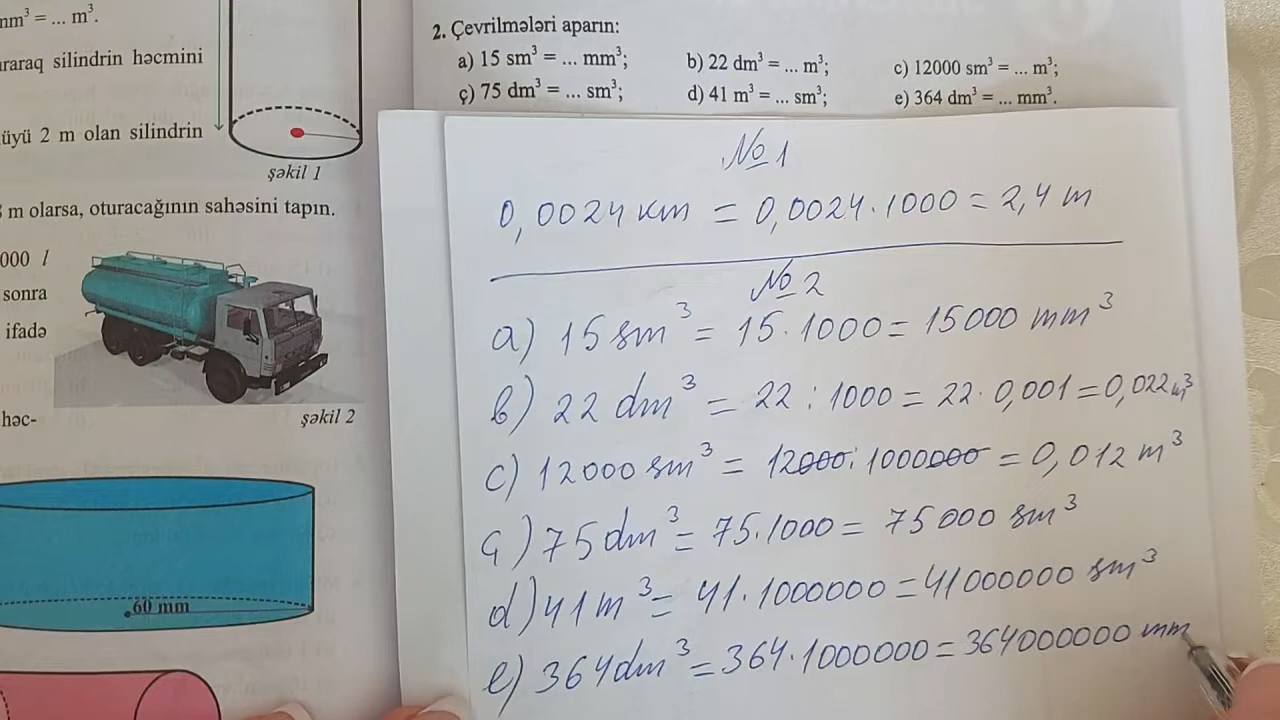 mm³ = ... m³.
silindrin həcmini
2 m olan silindrin
şəkil 1
m olarsa, oturacağının sahəsini tapın.
000 l
sonra
ifadə
şəkil 2
həc-
60 mm
2. Çevrilmələri aparın:
a) 15 sm³ = ... mm³; b) 22 dm³ = ... m³; c) 12000 sm³ = ... m³;
ç) 75 dm³ = ... sm³; d) 41 m³ = ... sm³; e) 364 dm³ = ... mm³.
№1
0,0024 km = 0,0024·1000 = 2,4 m
№2
a) 15 sm³ = 15·1000 = 15000 mm³
b) 22 dm³ = 22 : 1000 = 22·0,001 = 0,022 m³
c) 12000 sm³ = 12000 : 1000000 = 0,012 m³
ç) 75 dm³ = 75·1000 = 75000 sm³
d) 41 m³ = 41·1000000 = 41000000 sm³
e) 364 dm³ = 364·1000000 = 364000000 mm